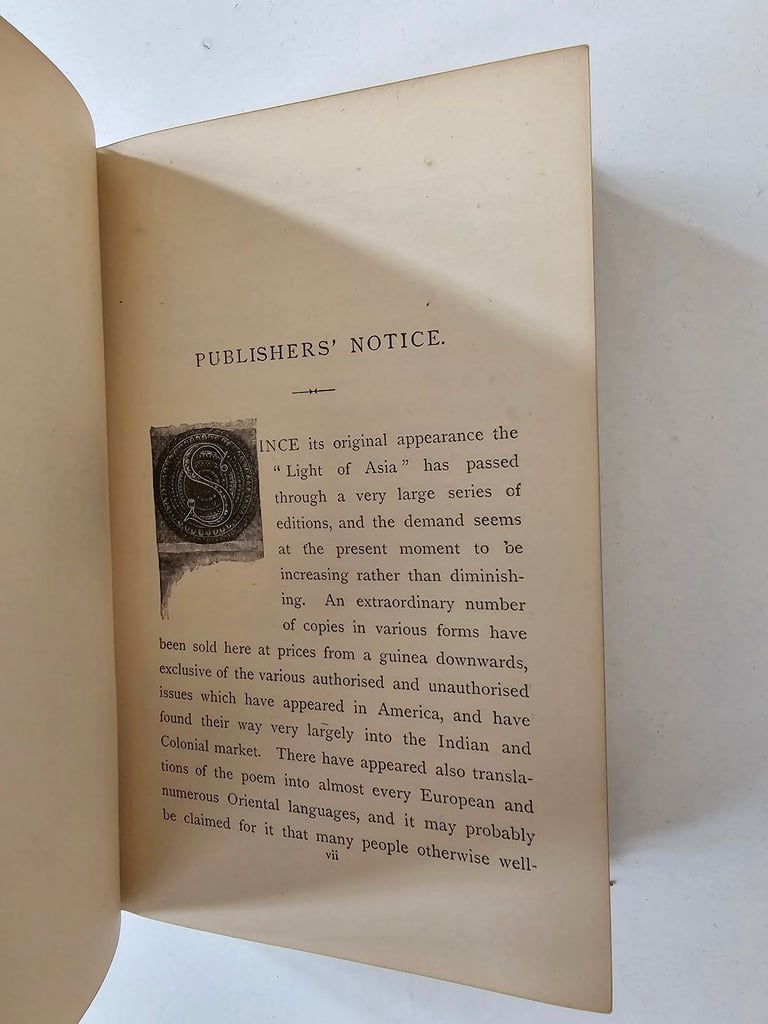 PUBLISHERS' NOTICE.
SINCE its original appearance the
"Light of Asia" has passed
through a very large series of
editions, and the demand seems
at the present moment to be
increasing rather than diminish-
ing. An extraordinary number
of copies in various forms have
been sold here at prices from a guinea downwards,
exclusive of the various authorised and unauthorised
issues which have appeared in America, and have
found their way very largely into the Indian and
Colonial market. There have appeared also transla-
tions of the poem into almost every European and
numerous Oriental languages, and it may probably
be claimed for it that many people otherwise well-
vii